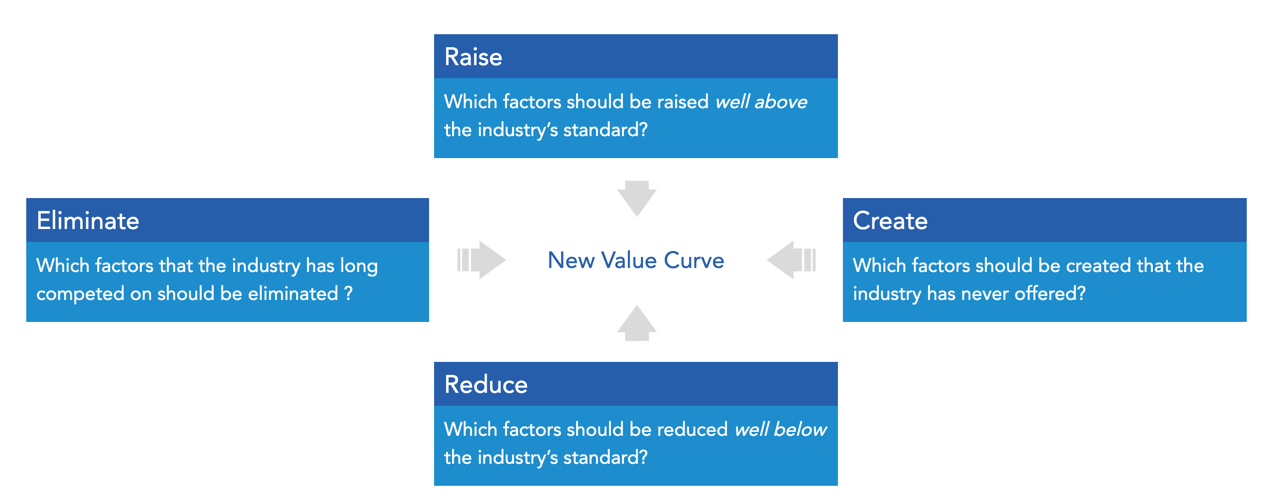 Raise
Which factors should be raised well above
the industry’s standard?
Eliminate
Which factors that the industry has long
competed on should be eliminated ?
New Value Curve
Create
Which factors should be created that the
industry has never offered?
Reduce
Which factors should be reduced well below
the industry’s standard?